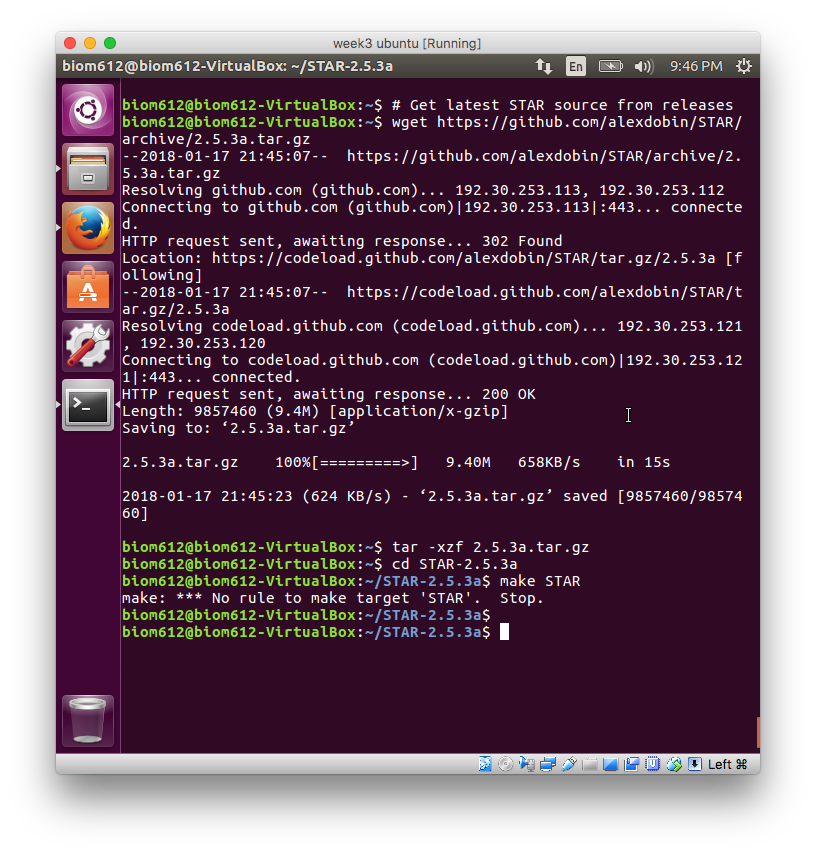 week3 ubuntu [Running]
biom612@biom612-VirtualBox: ~/STAR-2.5.3a En 9:46 PM
biom612@biom612-VirtualBox:~$ # Get latest STAR source from releases
biom612@biom612-VirtualBox:~$ wget https://github.com/alexdobin/STAR/
archive/2.5.3a.tar.gz
--2018-01-17 21:45:07--  https://github.com/alexdobin/STAR/archive/2.
5.3a.tar.gz
Resolving github.com (github.com)... 192.30.253.113, 192.30.253.112
Connecting to github.com (github.com)|192.30.253.113|:443... connecte
d.
HTTP request sent, awaiting response... 302 Found
Location: https://codeload.github.com/alexdobin/STAR/tar.gz/2.5.3a [f
ollowing]
--2018-01-17 21:45:07--  https://codeload.github.com/alexdobin/STAR/t
ar.gz/2.5.3a
Resolving codeload.github.com (codeload.github.com)... 192.30.253.121
, 192.30.253.120
Connecting to codeload.github.com (codeload.github.com)|192.30.253.12
1|:443... connected.
HTTP request sent, awaiting response... 200 OK
Length: 9857460 (9.4M) [application/x-gzip]
Saving to: ‘2.5.3a.tar.gz’
2.5.3a.tar.gz    100%[=========>]   9.40M   658KB/s    in 15s
2018-01-17 21:45:23 (624 KB/s) - ‘2.5.3a.tar.gz’ saved [9857460/98574
60]
biom612@biom612-VirtualBox:~$ tar -xzf 2.5.3a.tar.gz
biom612@biom612-VirtualBox:~$ cd STAR-2.5.3a
biom612@biom612-VirtualBox:~/STAR-2.5.3a$ make STAR
make: *** No rule to make target 'STAR'.  Stop.
biom612@biom612-VirtualBox:~/STAR-2.5.3a$
biom612@biom612-VirtualBox:~/STAR-2.5.3a$
Left ⌘